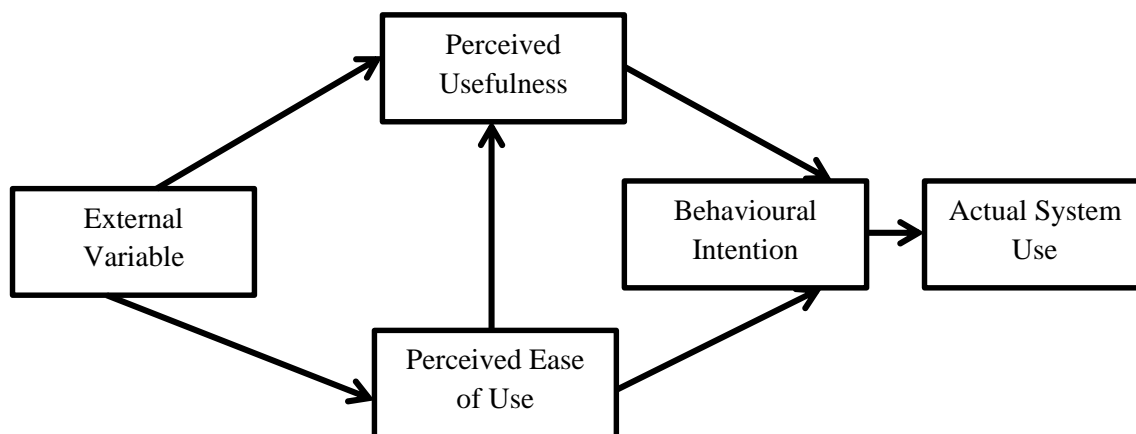 Perceived
Usefulness
External
Variable
Behavioural
Intention
Actual System
Use
Perceived Ease
of Use